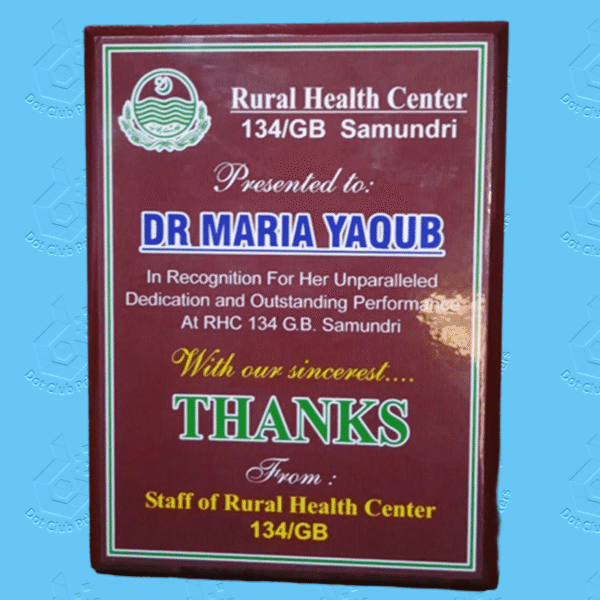 Rural Health Center
134/GB Samundri
Presented to:
DR MARIA YAQUB
In Recognition For Her Unparalleled
Dedication and Outstanding Performance
At RHC 134 G.B. Samundri
With our sincerest....
THANKS
From :
Staff of Rural Health Center
134/GB